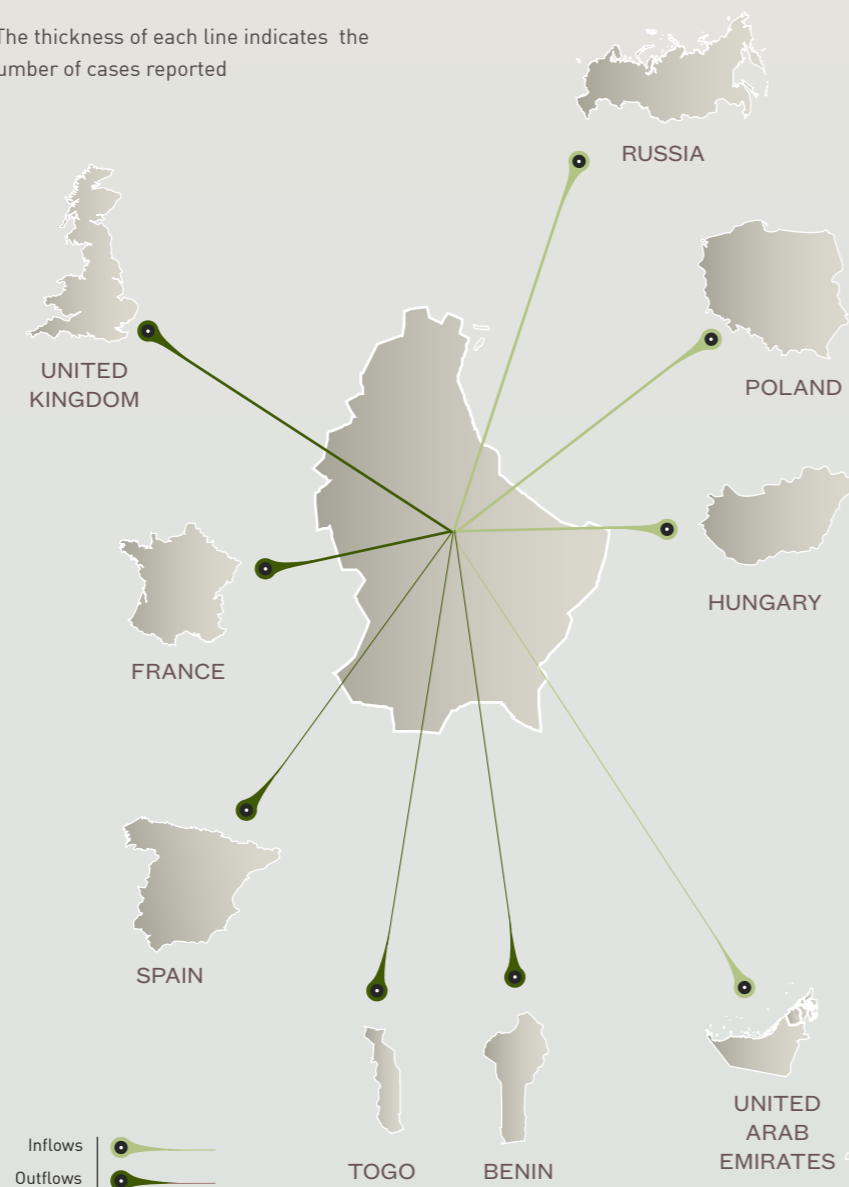 The thickness of each line indicates the
umber of cases reported
RUSSIA
UNITED
KINGDOM
POLAND
HUNGARY
FRANCE
SPAIN
UNITED
ARAB
EMIRATES
TOGO
BENIN
Inflows
Outflows